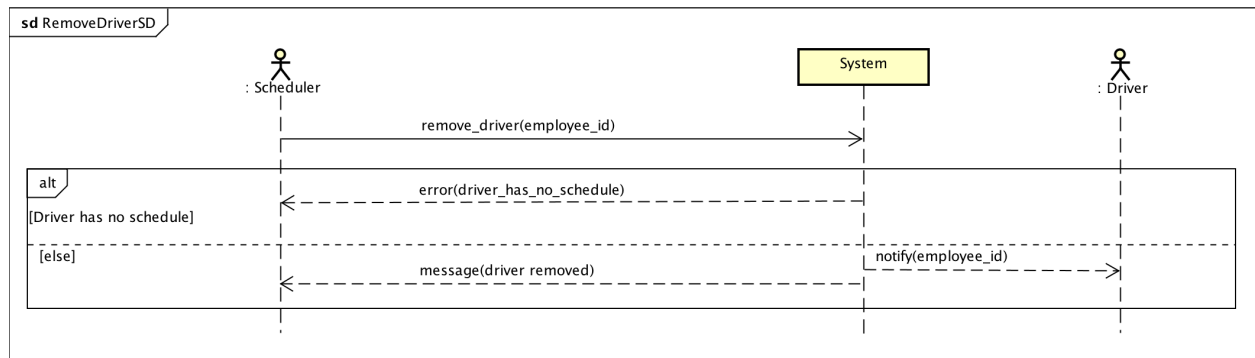 sd RemoveDriverSD
: Scheduler
System
: Driver
remove_driver(employee_id)
alt
error(driver_has_no_schedule)
[Driver has no schedule]
[else]
notify(employee_id)
message(driver removed)